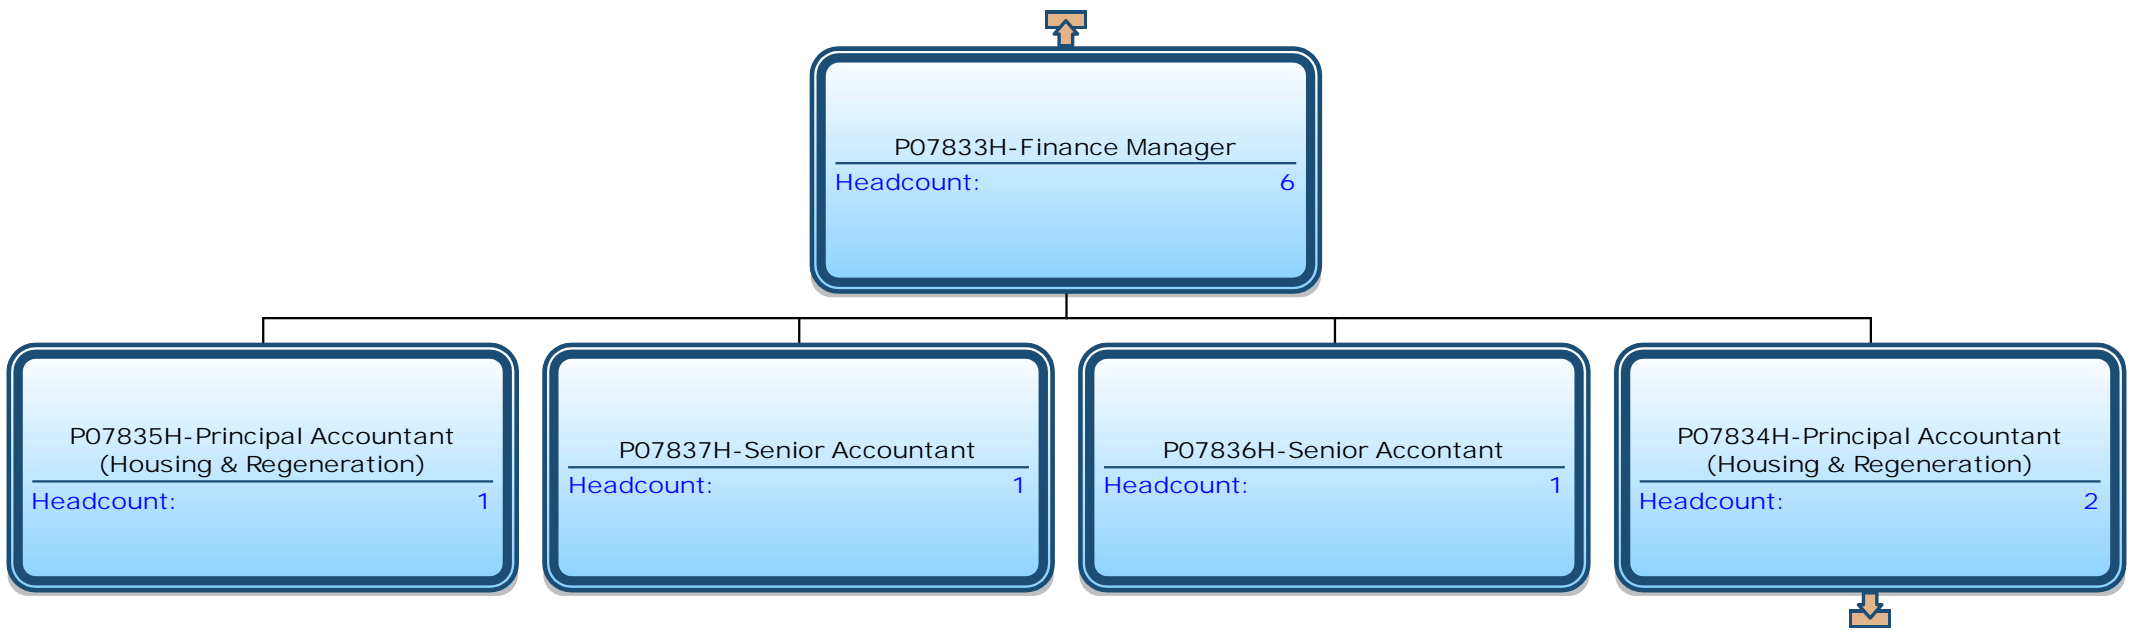 P07833H-Finance Manager
Headcount: 6
P07835H-Principal Accountant
(Housing & Regeneration)
Headcount: 1
P07837H-Senior Accountant
Headcount: 1
P07836H-Senior Accontant
Headcount: 1
P07834H-Principal Accountant
(Housing & Regeneration)
Headcount: 2